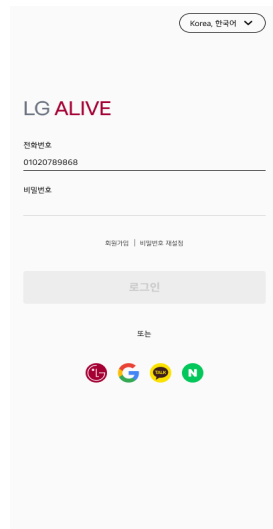 Korea, 한국어
LG ALIVE
전화번호
01020789868
비밀번호
회원가입 | 비밀번호 재설정
로그인
또는
LG
G
TALK
N